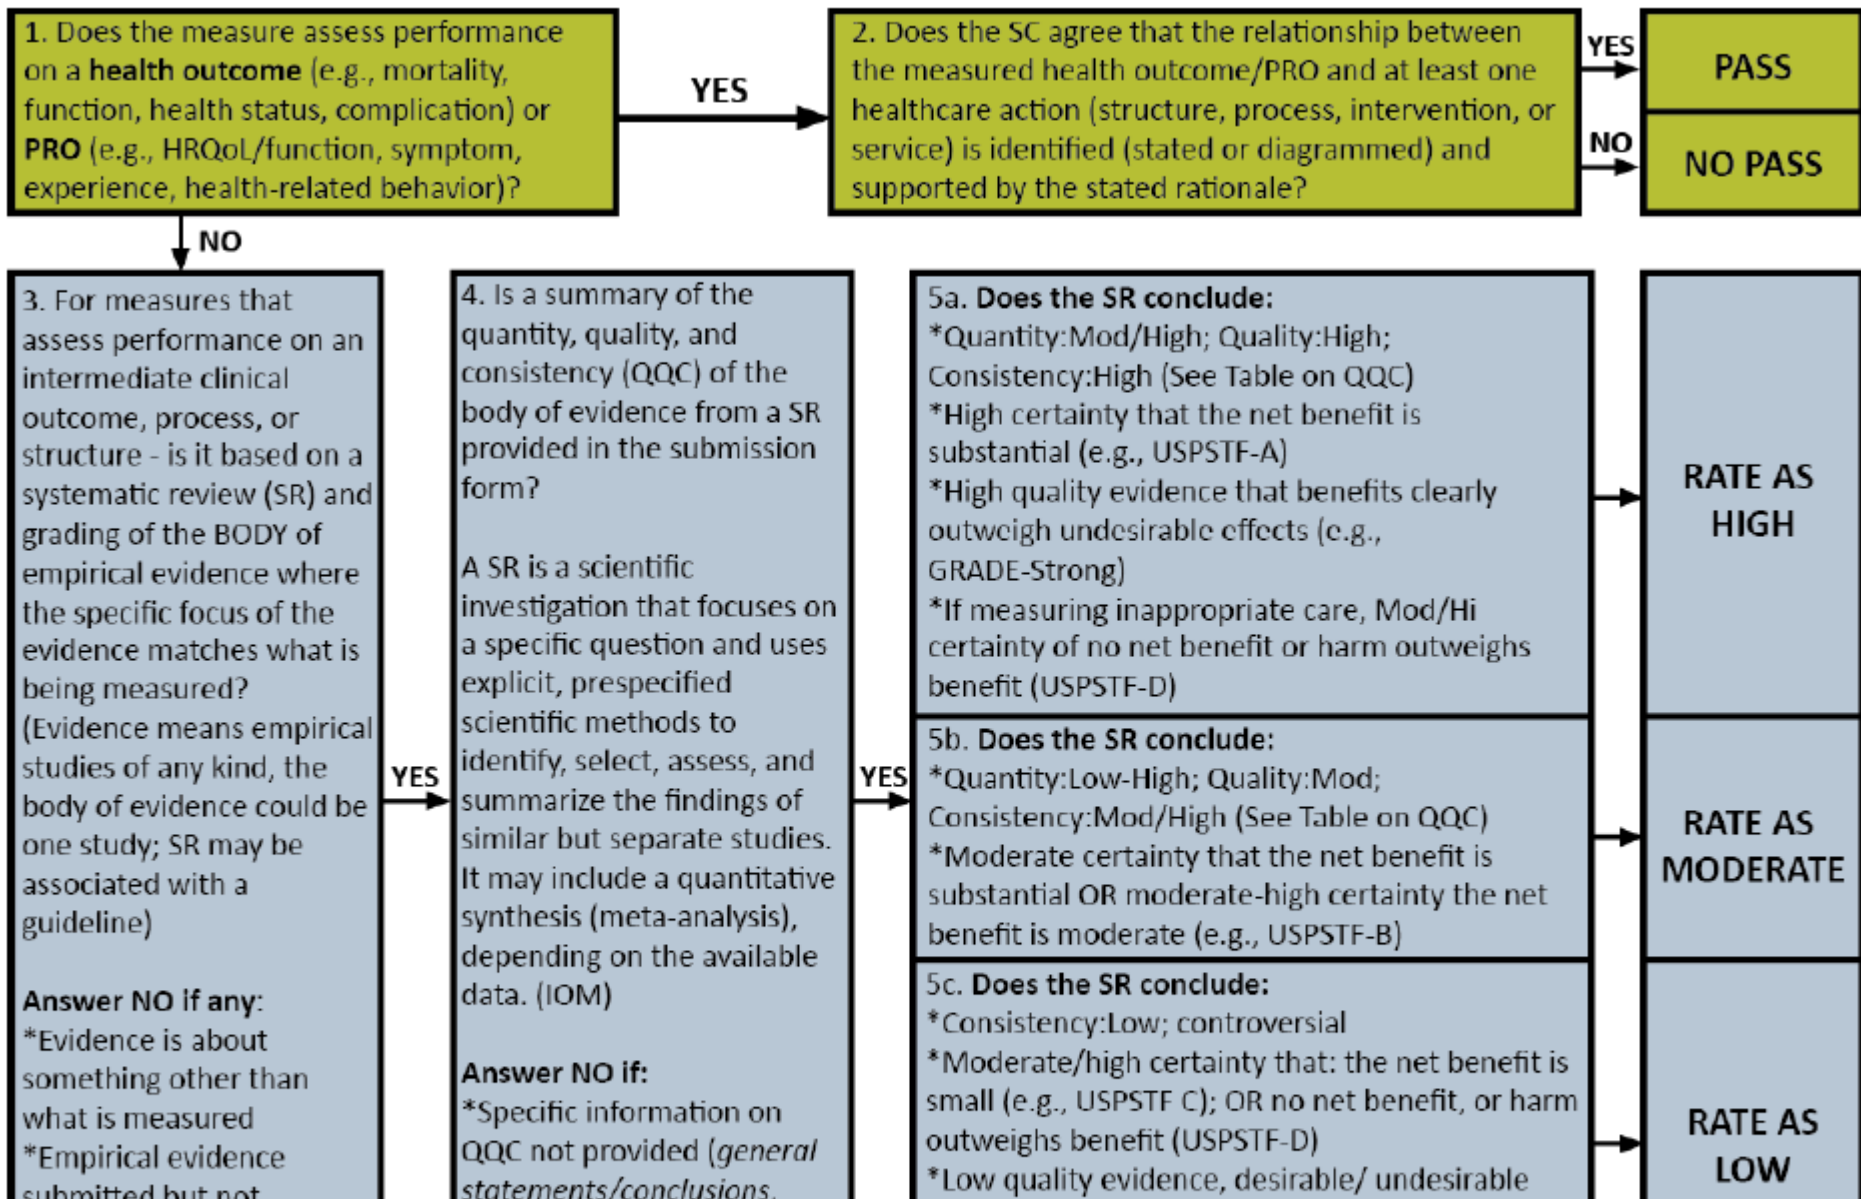 1. Does the measure assess performance
on a health outcome (e.g., mortality,
function, health status, complication) or
PRO (e.g., HRQoL/function, symptom,
experience, health-related behavior)?
YES
2. Does the SC agree that the relationship between
the measured health outcome/PRO and at least one
healthcare action (structure, process, intervention, or
service) is identified (stated or diagrammed) and
supported by the stated rationale?
YES
PASS
NO
NO PASS
NO
3. For measures that
assess performance on an
intermediate clinical
outcome, process, or
structure - is it based on a
systematic review (SR) and
grading of the BODY of
empirical evidence where
the specific focus of the
evidence matches what is
being measured?
(Evidence means empirical
studies of any kind, the
body of evidence could be
one study; SR may be
associated with a
guideline)
Answer NO if any:
*Evidence is about
something other than
what is measured
*Empirical evidence
submitted but not
YES
4. Is a summary of the
quantity, quality, and
consistency (QQC) of the
body of evidence from a SR
provided in the submission
form?
A SR is a scientific
investigation that focuses on
a specific question and uses
explicit, prespecified
scientific methods to
identify, select, assess, and
summarize the findings of
similar but separate studies.
It may include a quantitative
synthesis (meta-analysis),
depending on the available
data. (IOM)
Answer NO if:
*Specific information on
QQC not provided (general
statements/conclusions,
YES
5a. Does the SR conclude:
*Quantity:Mod/High; Quality:High;
Consistency:High (See Table on QQC)
*High certainty that the net benefit is
substantial (e.g., USPSTF-A)
*High quality evidence that benefits clearly
outweigh undesirable effects (e.g.,
GRADE-Strong)
*If measuring inappropriate care, Mod/Hi
certainty of no net benefit or harm outweighs
benefit (USPSTF-D)
RATE AS
HIGH
5b. Does the SR conclude:
*Quantity:Low-High; Quality:Mod;
Consistency:Mod/High (See Table on QQC)
*Moderate certainty that the net benefit is
substantial OR moderate-high certainty the net
benefit is moderate (e.g., USPSTF-B)
RATE AS
MODERATE
5c. Does the SR conclude:
*Consistency:Low; controversial
*Moderate/high certainty that: the net benefit is
small (e.g., USPSTF C); OR no net benefit, or harm
outweighs benefit (USPSTF-D)
*Low quality evidence, desirable/ undesirable
RATE AS
LOW